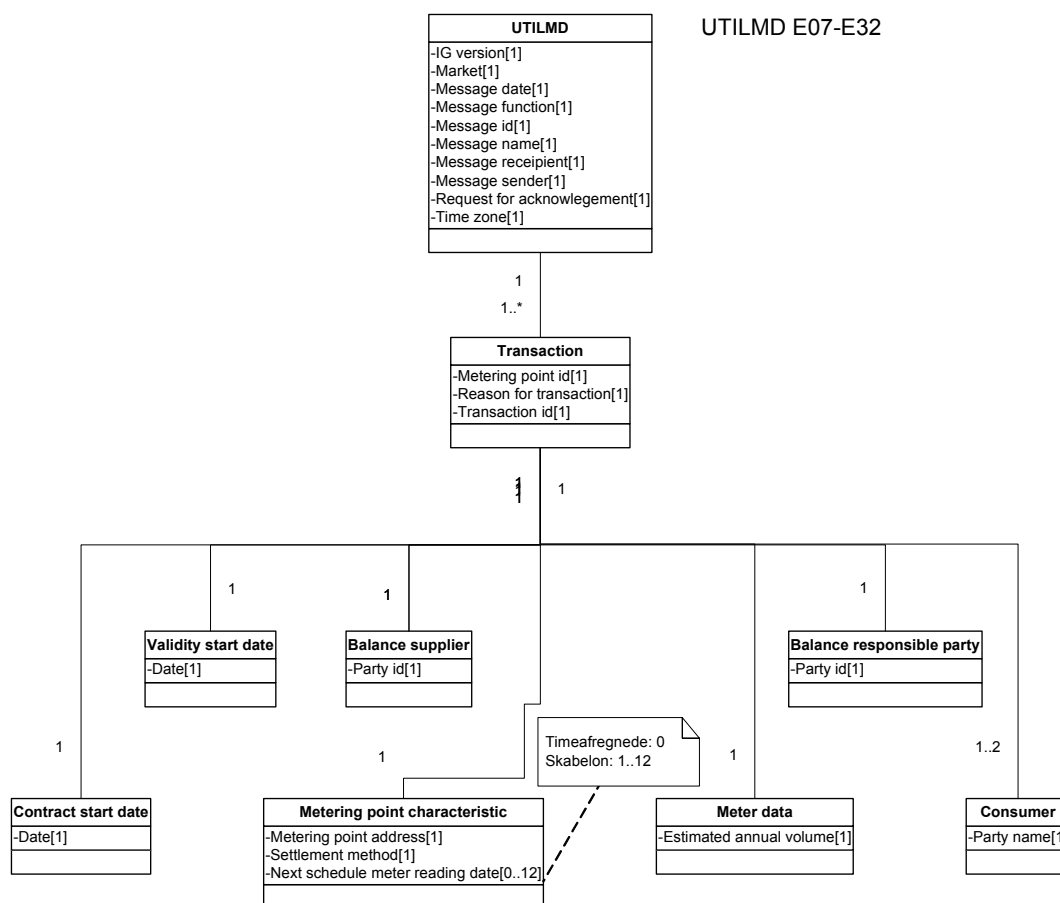 UTILMD E07-E32
UTILMD
-IG version[1]
-Market[1]
-Message date[1]
-Message function[1]
-Message id[1]
-Message name[1]
-Message receipient[1]
-Message sender[1]
-Request for acknowlegement[1]
-Time zone[1]
1
1..*
Transaction
-Metering point id[1]
-Reason for transaction[1]
-Transaction id[1]
1
1
1
1
1
1
Validity start date
-Date[1]
Balance supplier
-Party id[1]
Balance responsible party
-Party id[1]
1
1
1
1..2
Timeafregnede: 0
Skabelon: 1..12
Contract start date
-Date[1]
Metering point characteristic
-Metering point address[1]
-Settlement method[1]
-Next schedule meter reading date[0..12]
Meter data
-Estimated annual volume[1]
Consumer
-Party name[1